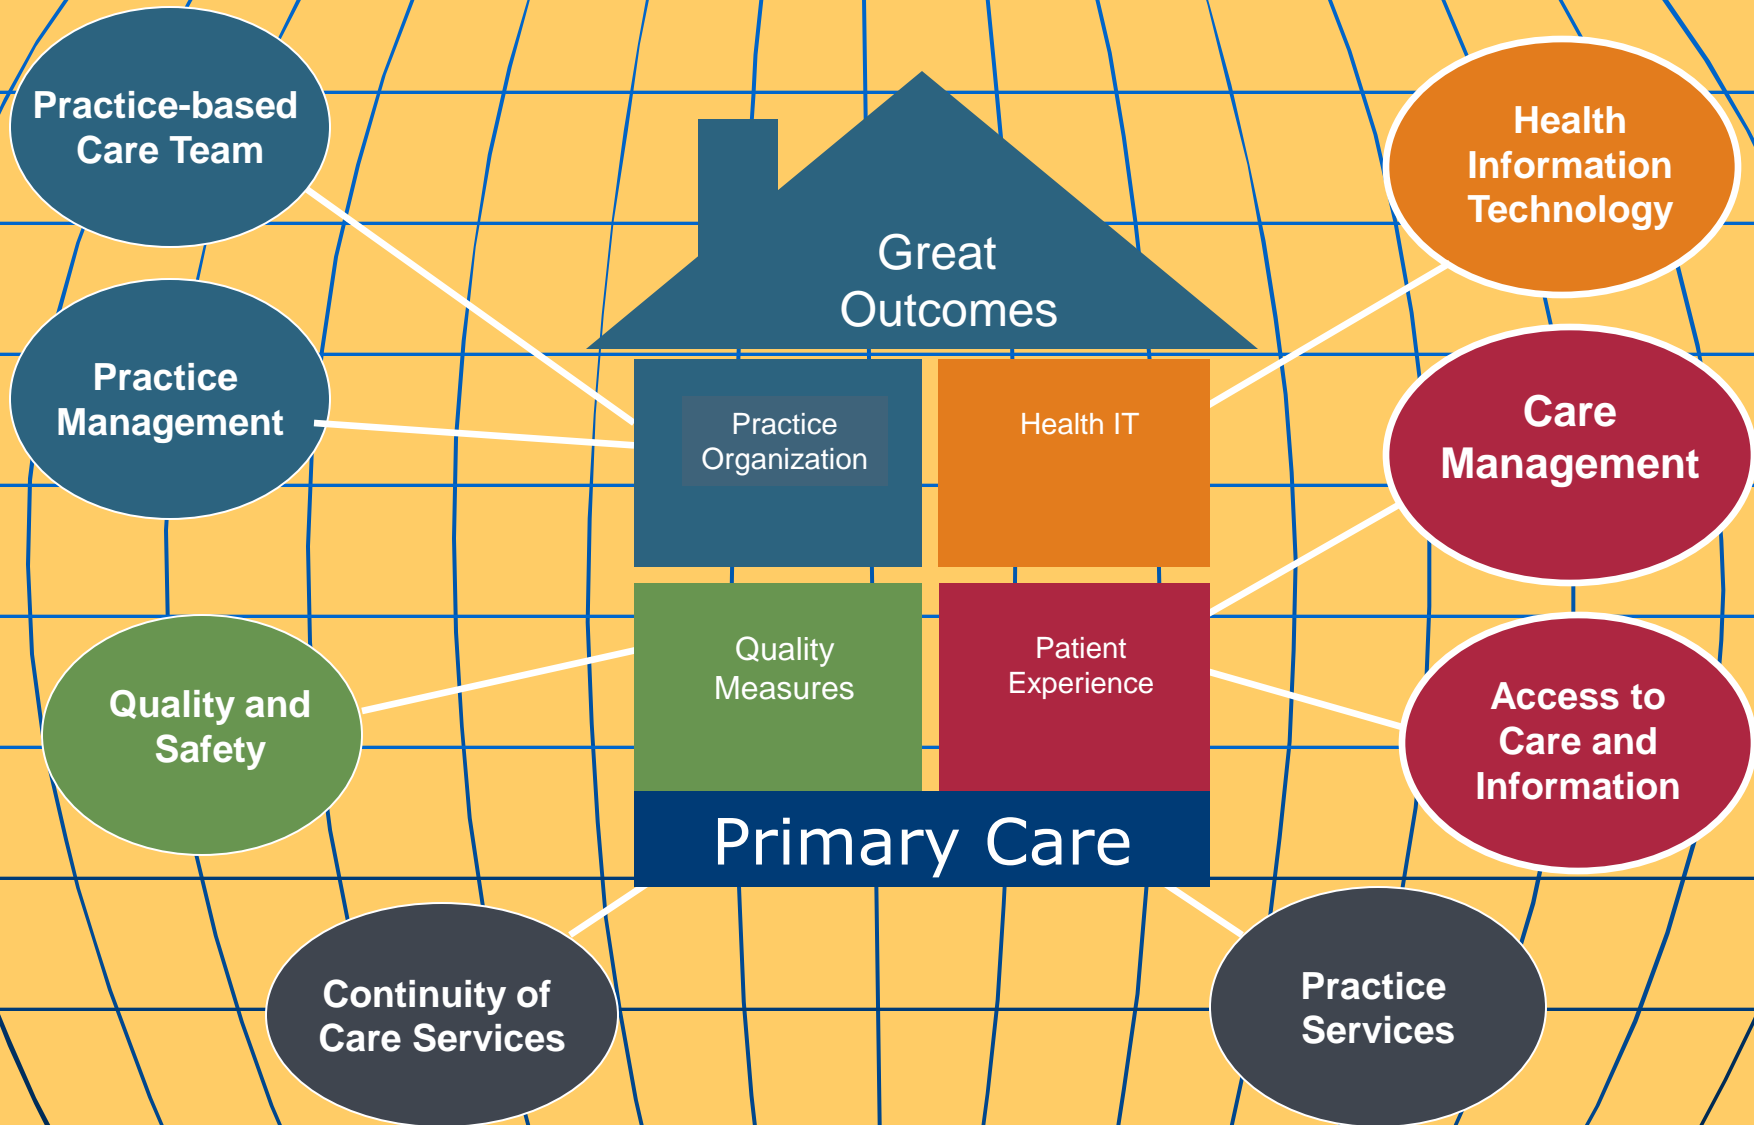 Practice-based
Care Team
Practice
Management
Quality and
Safety
Continuity of
Care Services
Great
Outcomes
Practice
Organization
Health IT
Quality
Measures
Patient
Experience
Primary Care
Health
Information
Technology
Care
Management
Access to
Care and
Information
Practice
Services